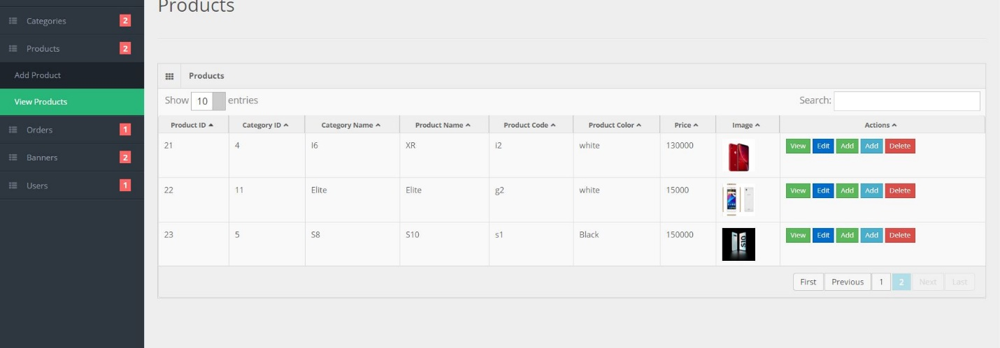 Products
Categories 2
Products 2
Add Product
View Products
Orders 1
Banners 2
Users 1
Products
Show 10 entries Search:
Product ID Category ID Category Name Product Name Product Code Product Color Price Image Actions
21 4 I6 XR i2 white 130000 View Edit Add Add Delete
22 11 Elite Elite g2 white 15000 View Edit Add Add Delete
23 5 S8 S10 s1 Black 150000 S10 View Edit Add Add Delete
First Previous 1 2 Next Last